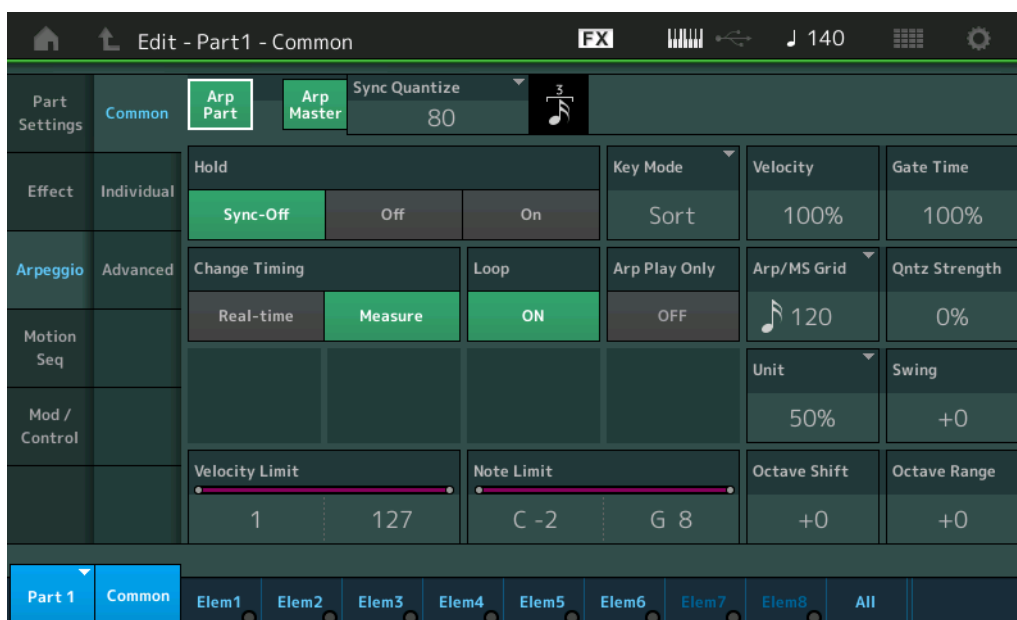 Edit - Part1 - Common
FX
140
Part
Settings
Common
Arp
Part
Arp
Master
Sync Quantize
80
3
Effect
Individual
Hold
Sync-Off
Off
On
Key Mode
Sort
Velocity
100%
Gate Time
100%
Arpeggio
Advanced
Change Timing
Real-time
Measure
Loop
ON
Arp Play Only
OFF
Arp/MS Grid
120
Qntz Strength
0%
Motion
Seq
Unit
50%
Swing
+0
Mod /
Control
Velocity Limit
1
127
Note Limit
C -2
G 8
Octave Shift
+0
Octave Range
+0
Part 1
Common
Elem1
Elem2
Elem3
Elem4
Elem5
Elem6
Elem7
Elem8
All